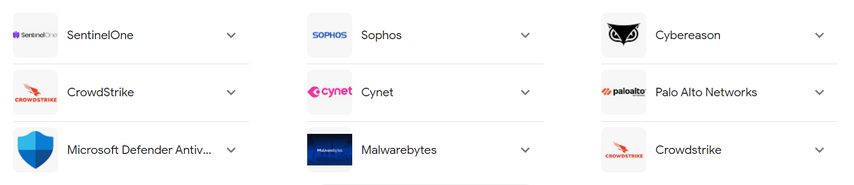 SentinelOne SentinelOne
SOPHOS Sophos
Cybereason
CROWDSTRIKE CrowdStrike
cynet Cynet
paloalto Palo Alto Networks
Microsoft Defender Antiv...
Malwarebytes Malwarebytes
CROWDSTRIKE Crowdstrike